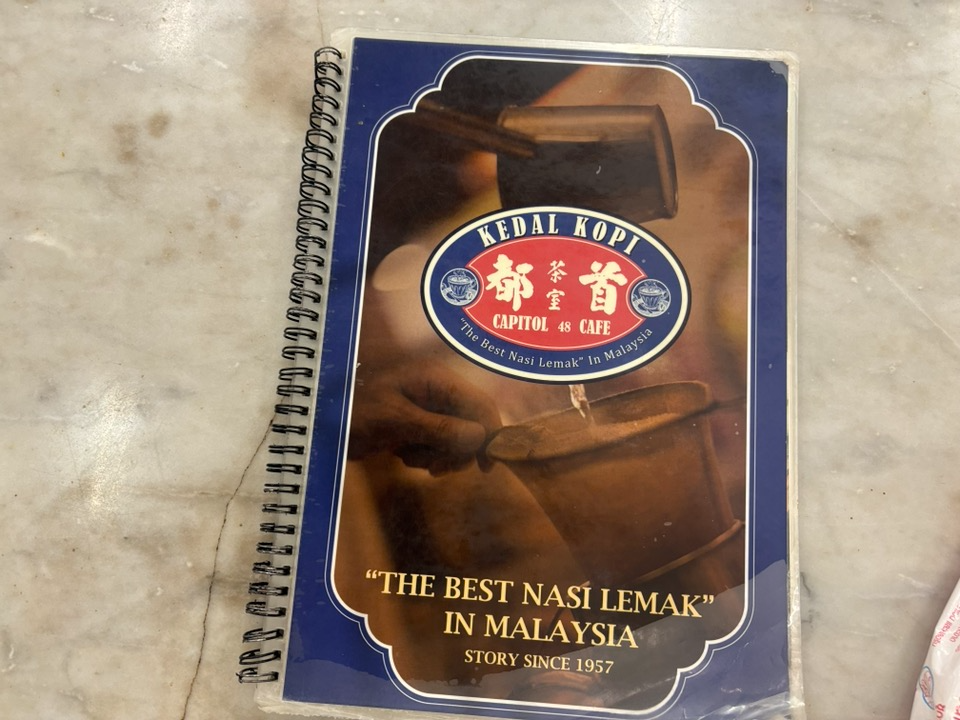 KEDAI KOPI
都 茶室 首
CAPITOL 48 CAFE
"The Best Nasi Lemak" In Malaysia
"THE BEST NASI LEMAK"
IN MALAYSIA
STORY SINCE 1957